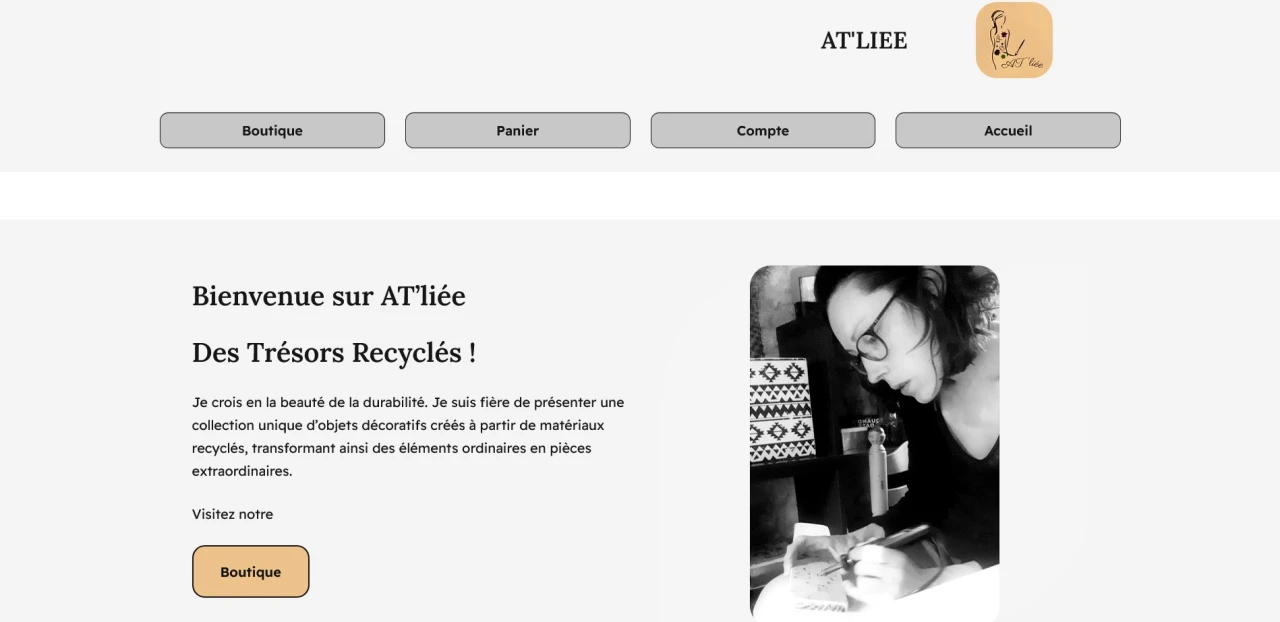 AT'LIEE
AT'liée
Boutique
Panier
Compte
Accueil
Bienvenue sur AT’liée
Des Trésors Recyclés !
Je crois en la beauté de la durabilité. Je suis fière de présenter une
collection unique d’objets décoratifs créés à partir de matériaux
recyclés, transformant ainsi des éléments ordinaires en pièces
extraordinaires.
Visitez notre
Boutique